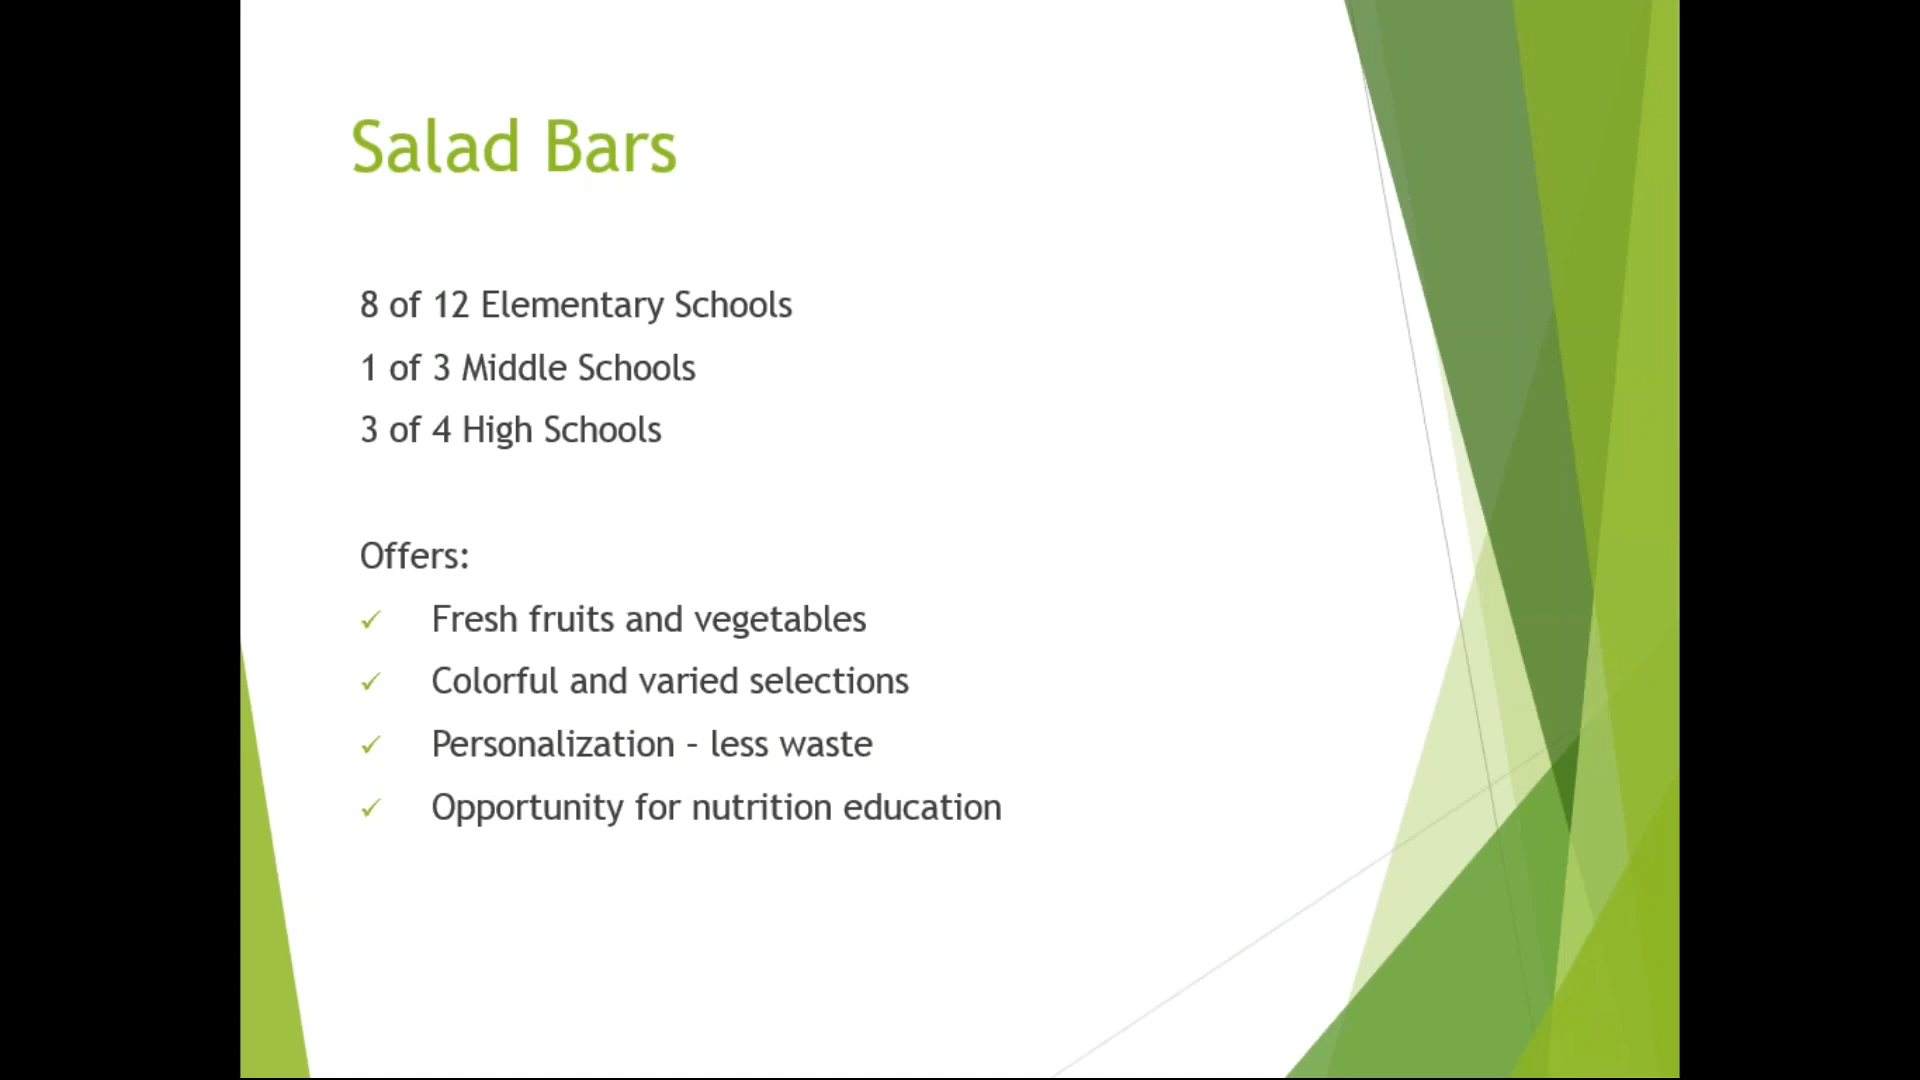 Salad Bars
8 of 12 Elementary Schools
1 of 3 Middle Schools
3 of 4 High Schools
Offers:
✓ Fresh fruits and vegetables
✓ Colorful and varied selections
✓ Personalization – less waste
✓ Opportunity for nutrition education